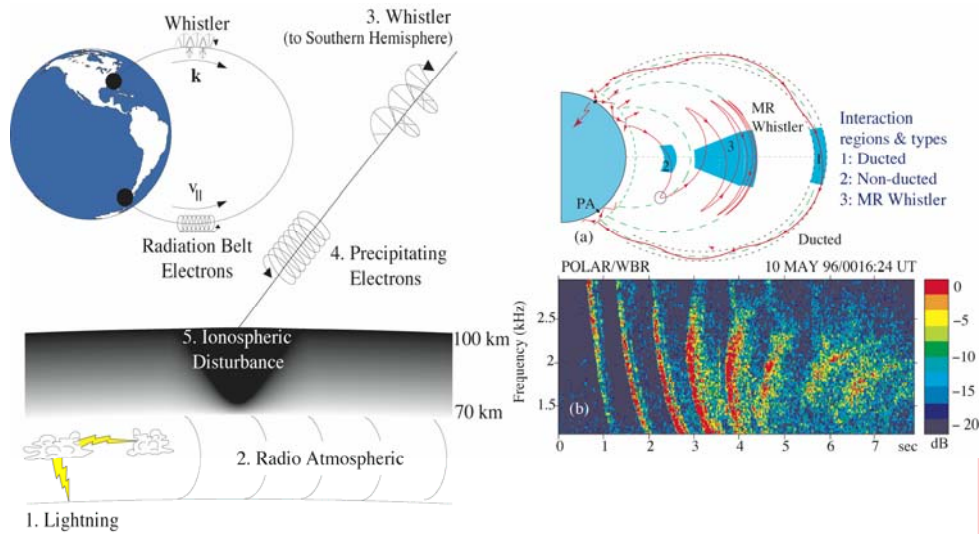 Whistler
k
v||
Radiation Belt
Electrons
3. Whistler
(to Southern Hemisphere)
4. Precipitating
Electrons
5. Ionospheric
Disturbance
100 km
70 km
2. Radio Atmospheric
1. Lightning
MR
Whistler
1
2
3
PA
(a)
Ducted
Interaction
regions & types
1: Ducted
2: Non-ducted
3: MR Whistler
POLAR/WBR 10 MAY 96/0016:24 UT
Frequency (kHz)
2.5
2
1.5
(b)
0 1 2 3 4 5 6 7 sec
0
−5
−10
−15
−20
dB